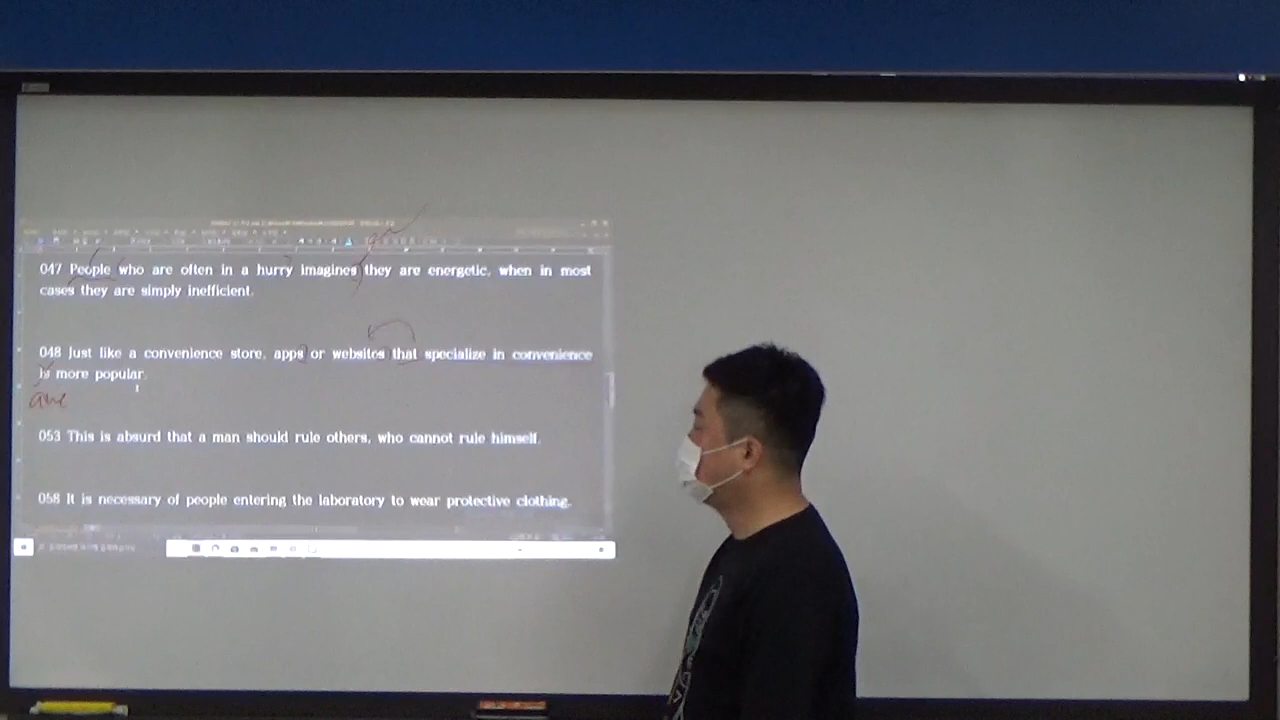 047 People who are often in a hurry imagines they are energetic, when in most
cases they are simply inefficient.
048 Just like a convenience store, apps or websites that specialize in convenience
is more popular.
are
053 This is absurd that a man should rule others, who cannot rule himself.
058 It is necessary of people entering the laboratory to wear protective clothing.